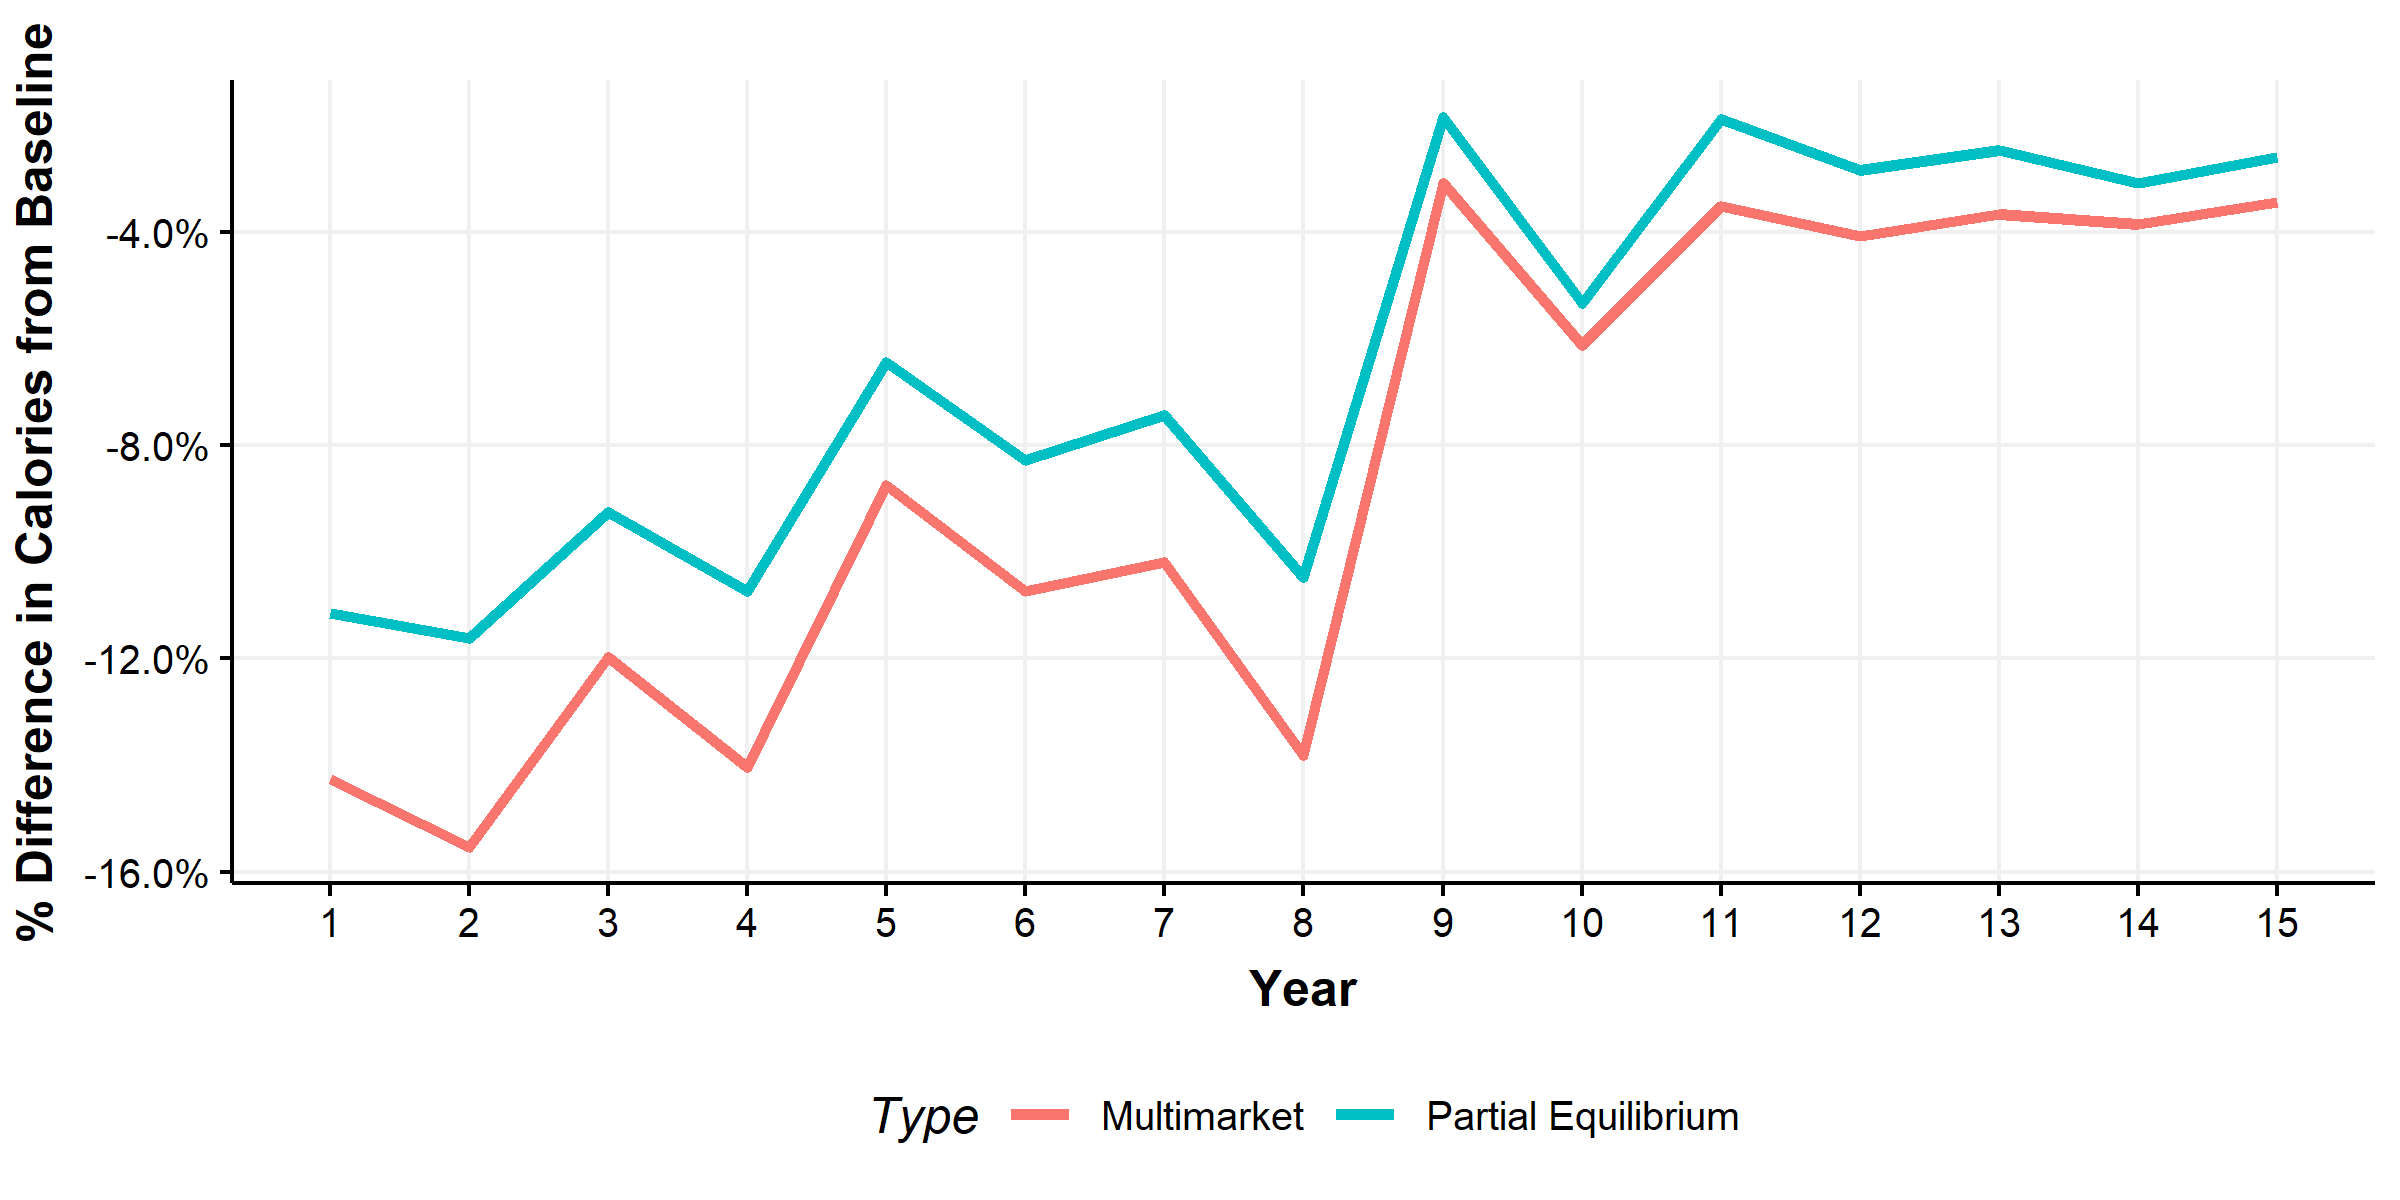 % Difference in Calories from Baseline
-4.0%
-8.0%
-12.0%
-16.0%
1 2 3 4 5 6 7 8 9 10 11 12 13 14 15
Year
Type Multimarket Partial Equilibrium